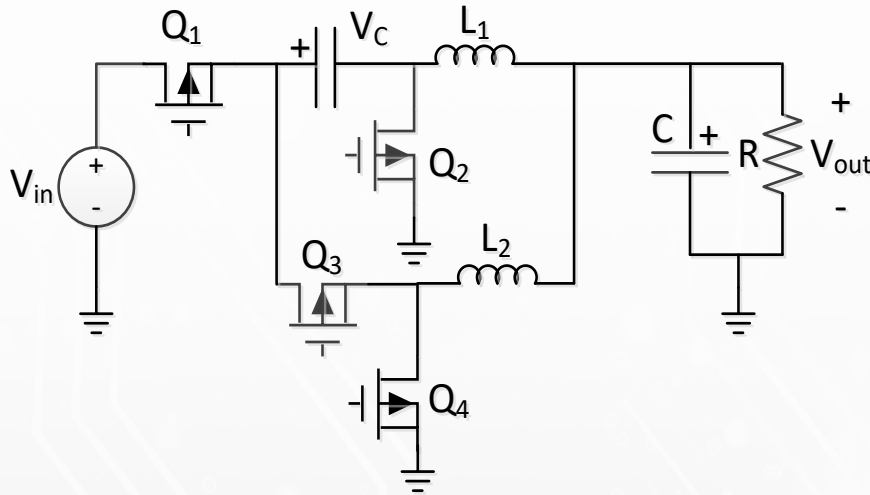 Q1
+ VC
L1
+
-
Vin
Q2
C
+
R
+
Vout
-
Q3
L2
Q4